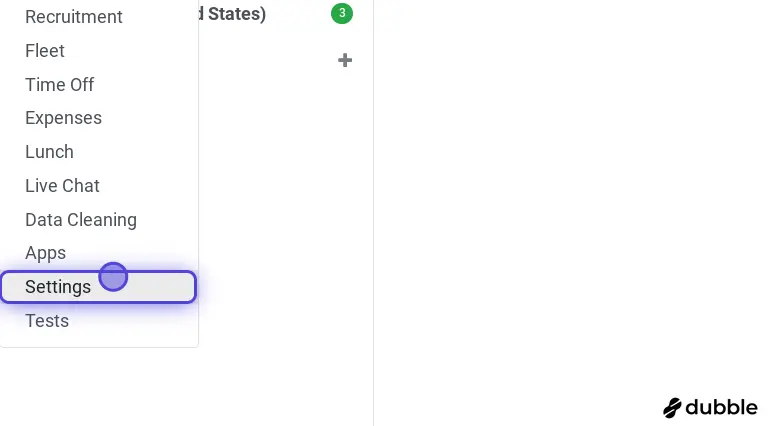 Recruitment
d States)
3
Fleet
Time Off
Expenses
Lunch
Live Chat
Data Cleaning
Apps
Settings
Tests
dubble